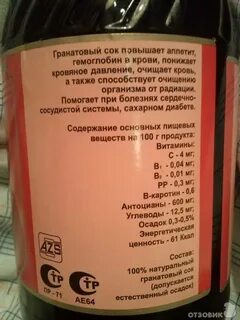 Гранатовый сок повышает аппетит,
гемоглобин в крови, понижает
кровяное давление, очищает кровь,
а также способствует очищению
организма от радиации.
Помогает при болезнях сердечно-
сосудистой системы, сахарном диабете.
Содержание основных пищевых
веществ на 100 г продукта:
Витамины:
С - 4 мг;
В₁ - 0,04 мг;
В₂ - 0,01 мг;
РР - 0,3 мг;
В-каротин - 0,6
Антоцианы - 600 мг;
Углеводы - 12,5 мг;
Осадок 0,3-0,5%
Энергетическая
ценность - 61 Ккал
Состав:
100% натуральный
гранатовый сок
(допускается
естественный осадок)
AZS
ПР - 71
АЕ64
ОТЗОВИК